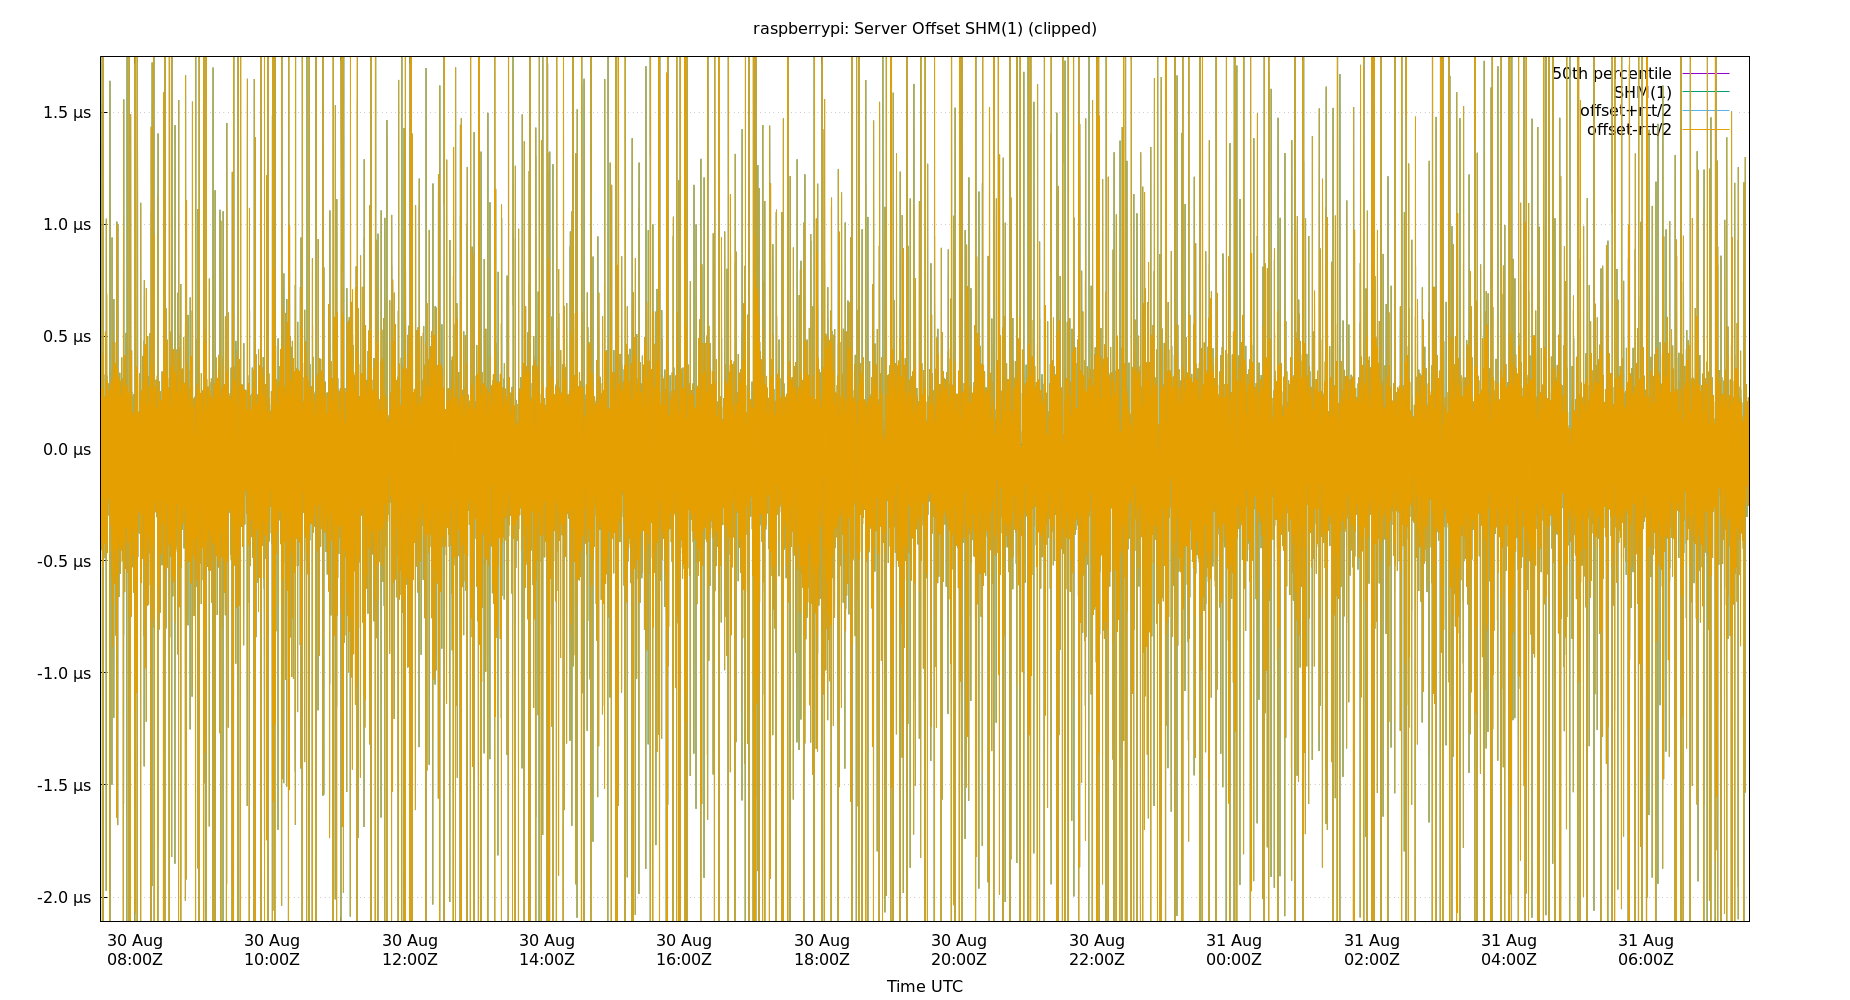 raspberrypi: Server Offset SHM(1) (clipped)
50th percentile
SHM(1)
offset+rtt/2
offset-rtt/2
1.5 µs
1.0 µs
0.5 µs
0.0 µs
-0.5 µs
-1.0 µs
-1.5 µs
-2.0 µs
30 Aug 30 Aug 30 Aug 30 Aug 30 Aug 30 Aug 30 Aug 30 Aug 31 Aug 31 Aug 31 Aug 31 Aug
08:00Z 10:00Z 12:00Z 14:00Z 16:00Z 18:00Z 20:00Z 22:00Z 00:00Z 02:00Z 04:00Z 06:00Z
Time UTC